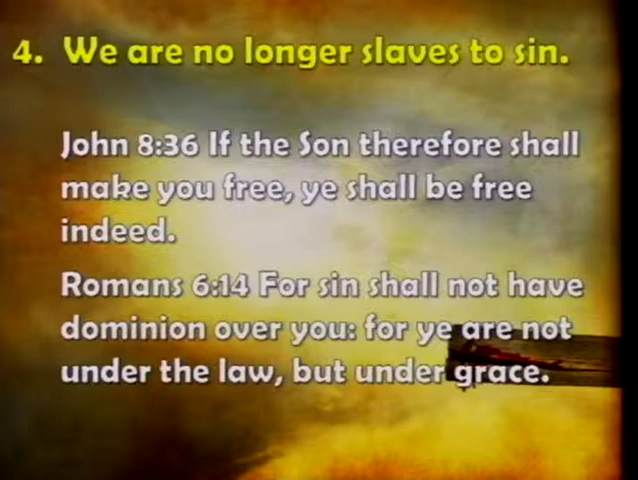 4. We are no longer slaves to sin.
John 8:36 If the Son therefore shall
make you free, ye shall be free
indeed.
Romans 6:14 For sin shall not have
dominion over you: for ye are not
under the law, but under grace.